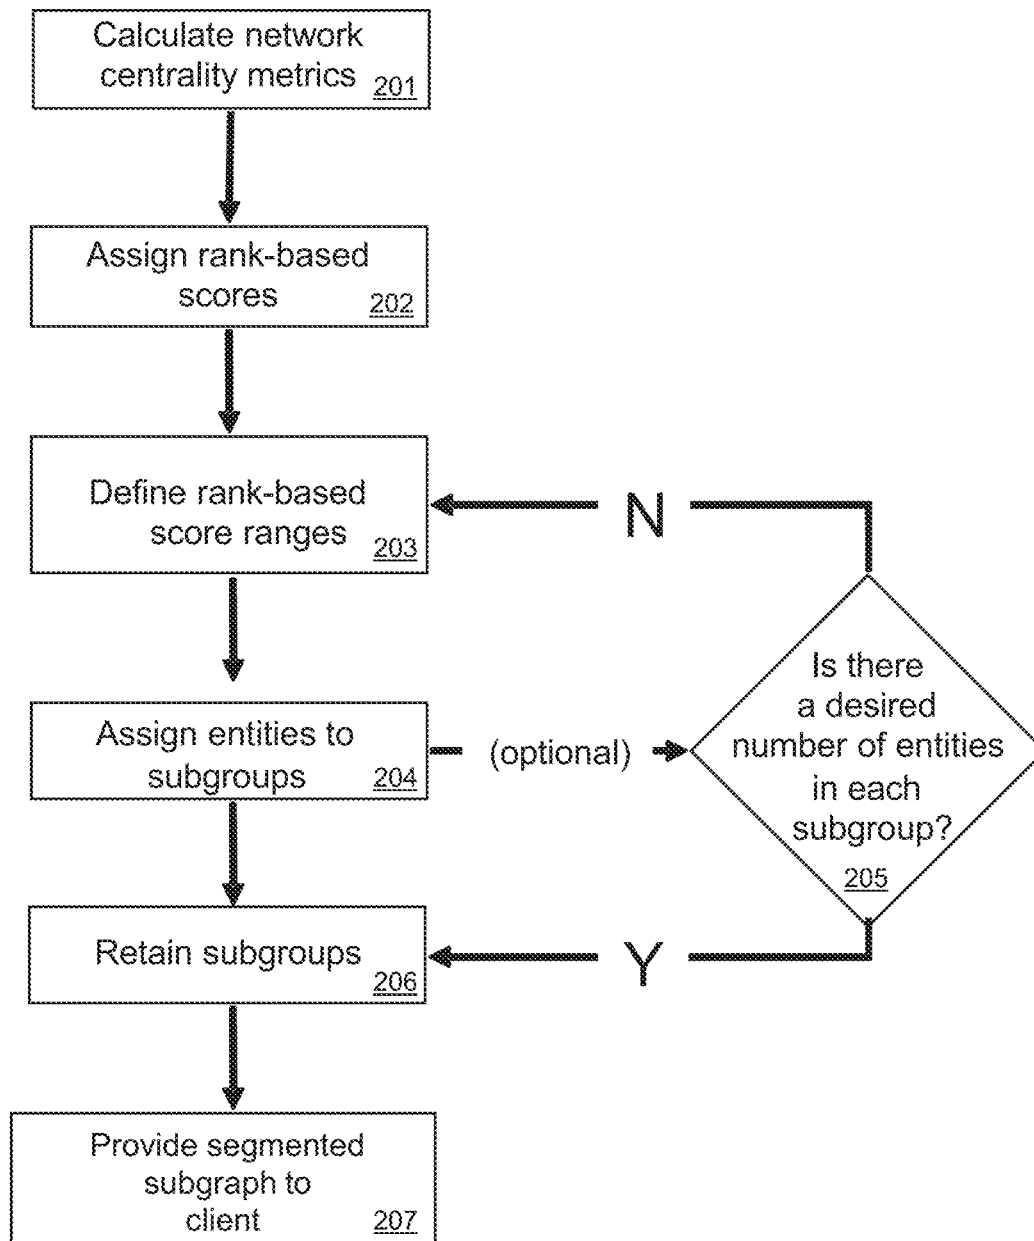 Calculate network
centrality metrics 201
Assign rank-based
scores 202
Define rank-based
score ranges 203
N
Assign entities to
subgroups 204
(optional)
Is there
a desired
number of entities
in each
subgroup?
205
Retain subgroups 206
Y
Provide segmented
subgraph to
client 207